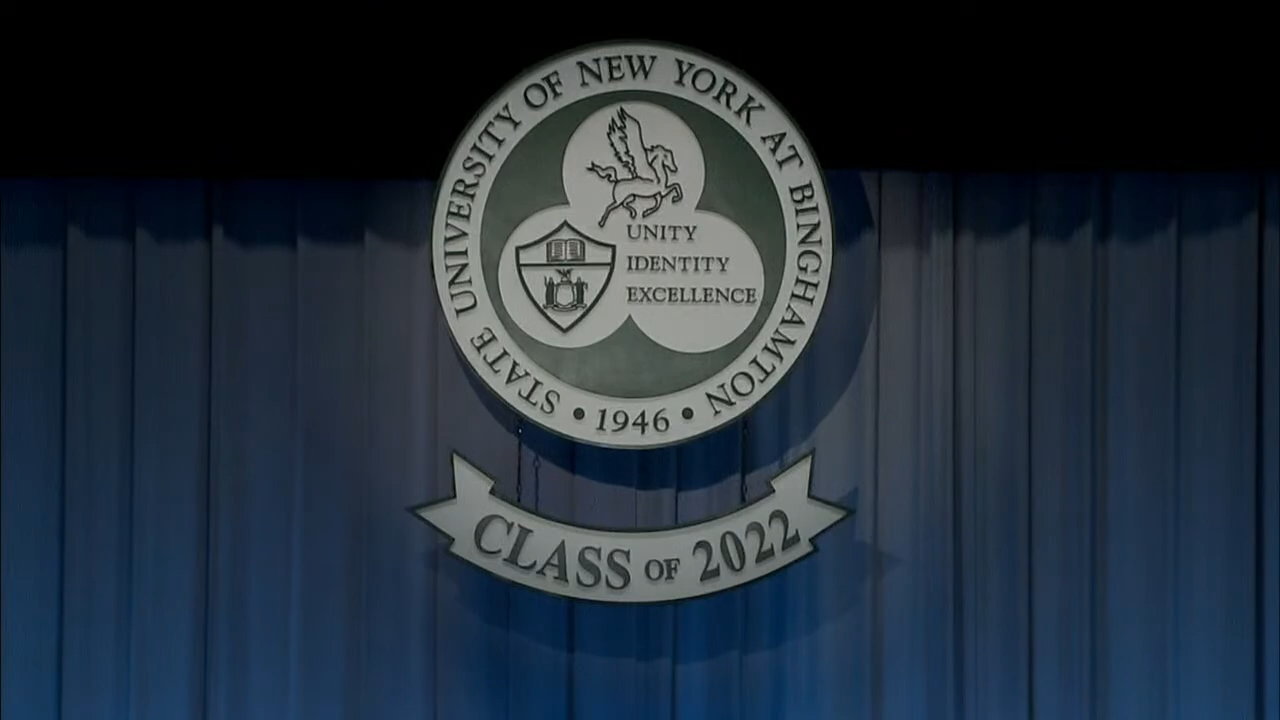 STATE UNIVERSITY OF NEW YORK AT BINGHAMTON
UNITY
IDENTITY
EXCELLENCE
• 1946 •
CLASS OF 2022